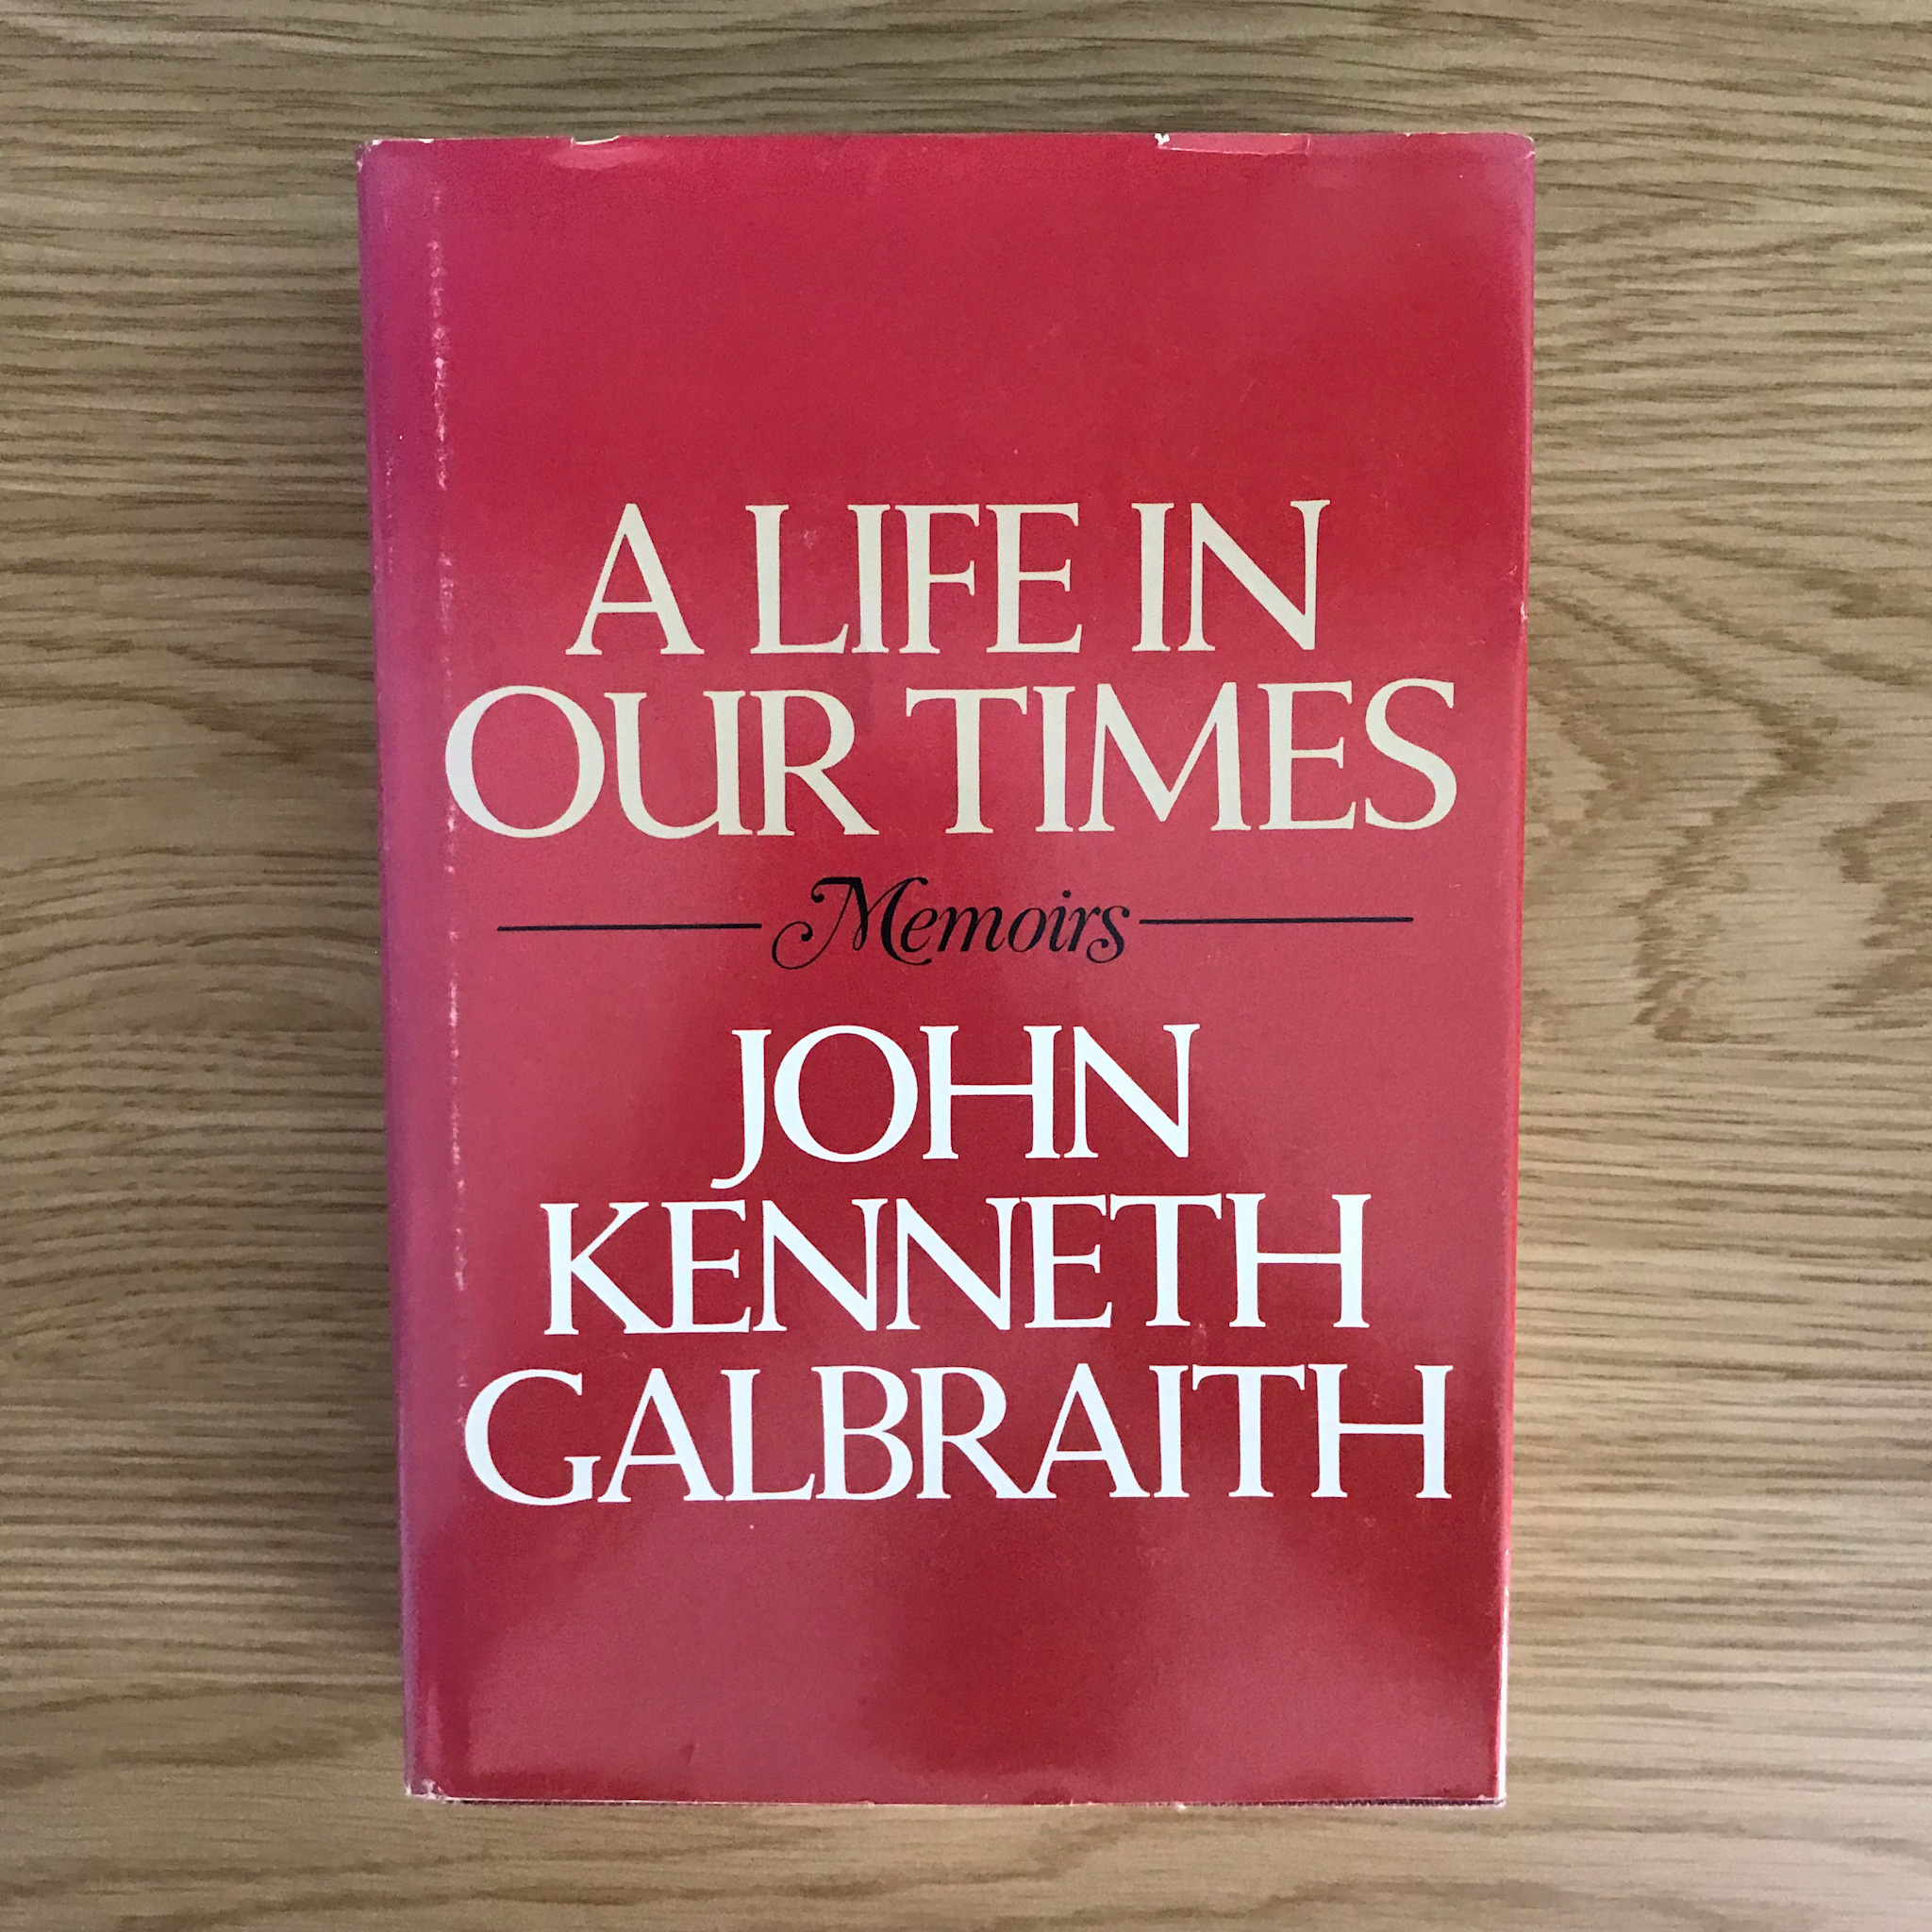 A LIFE IN
OUR TIMES
Memoirs
JOHN
KENNETH
GALBRAITH